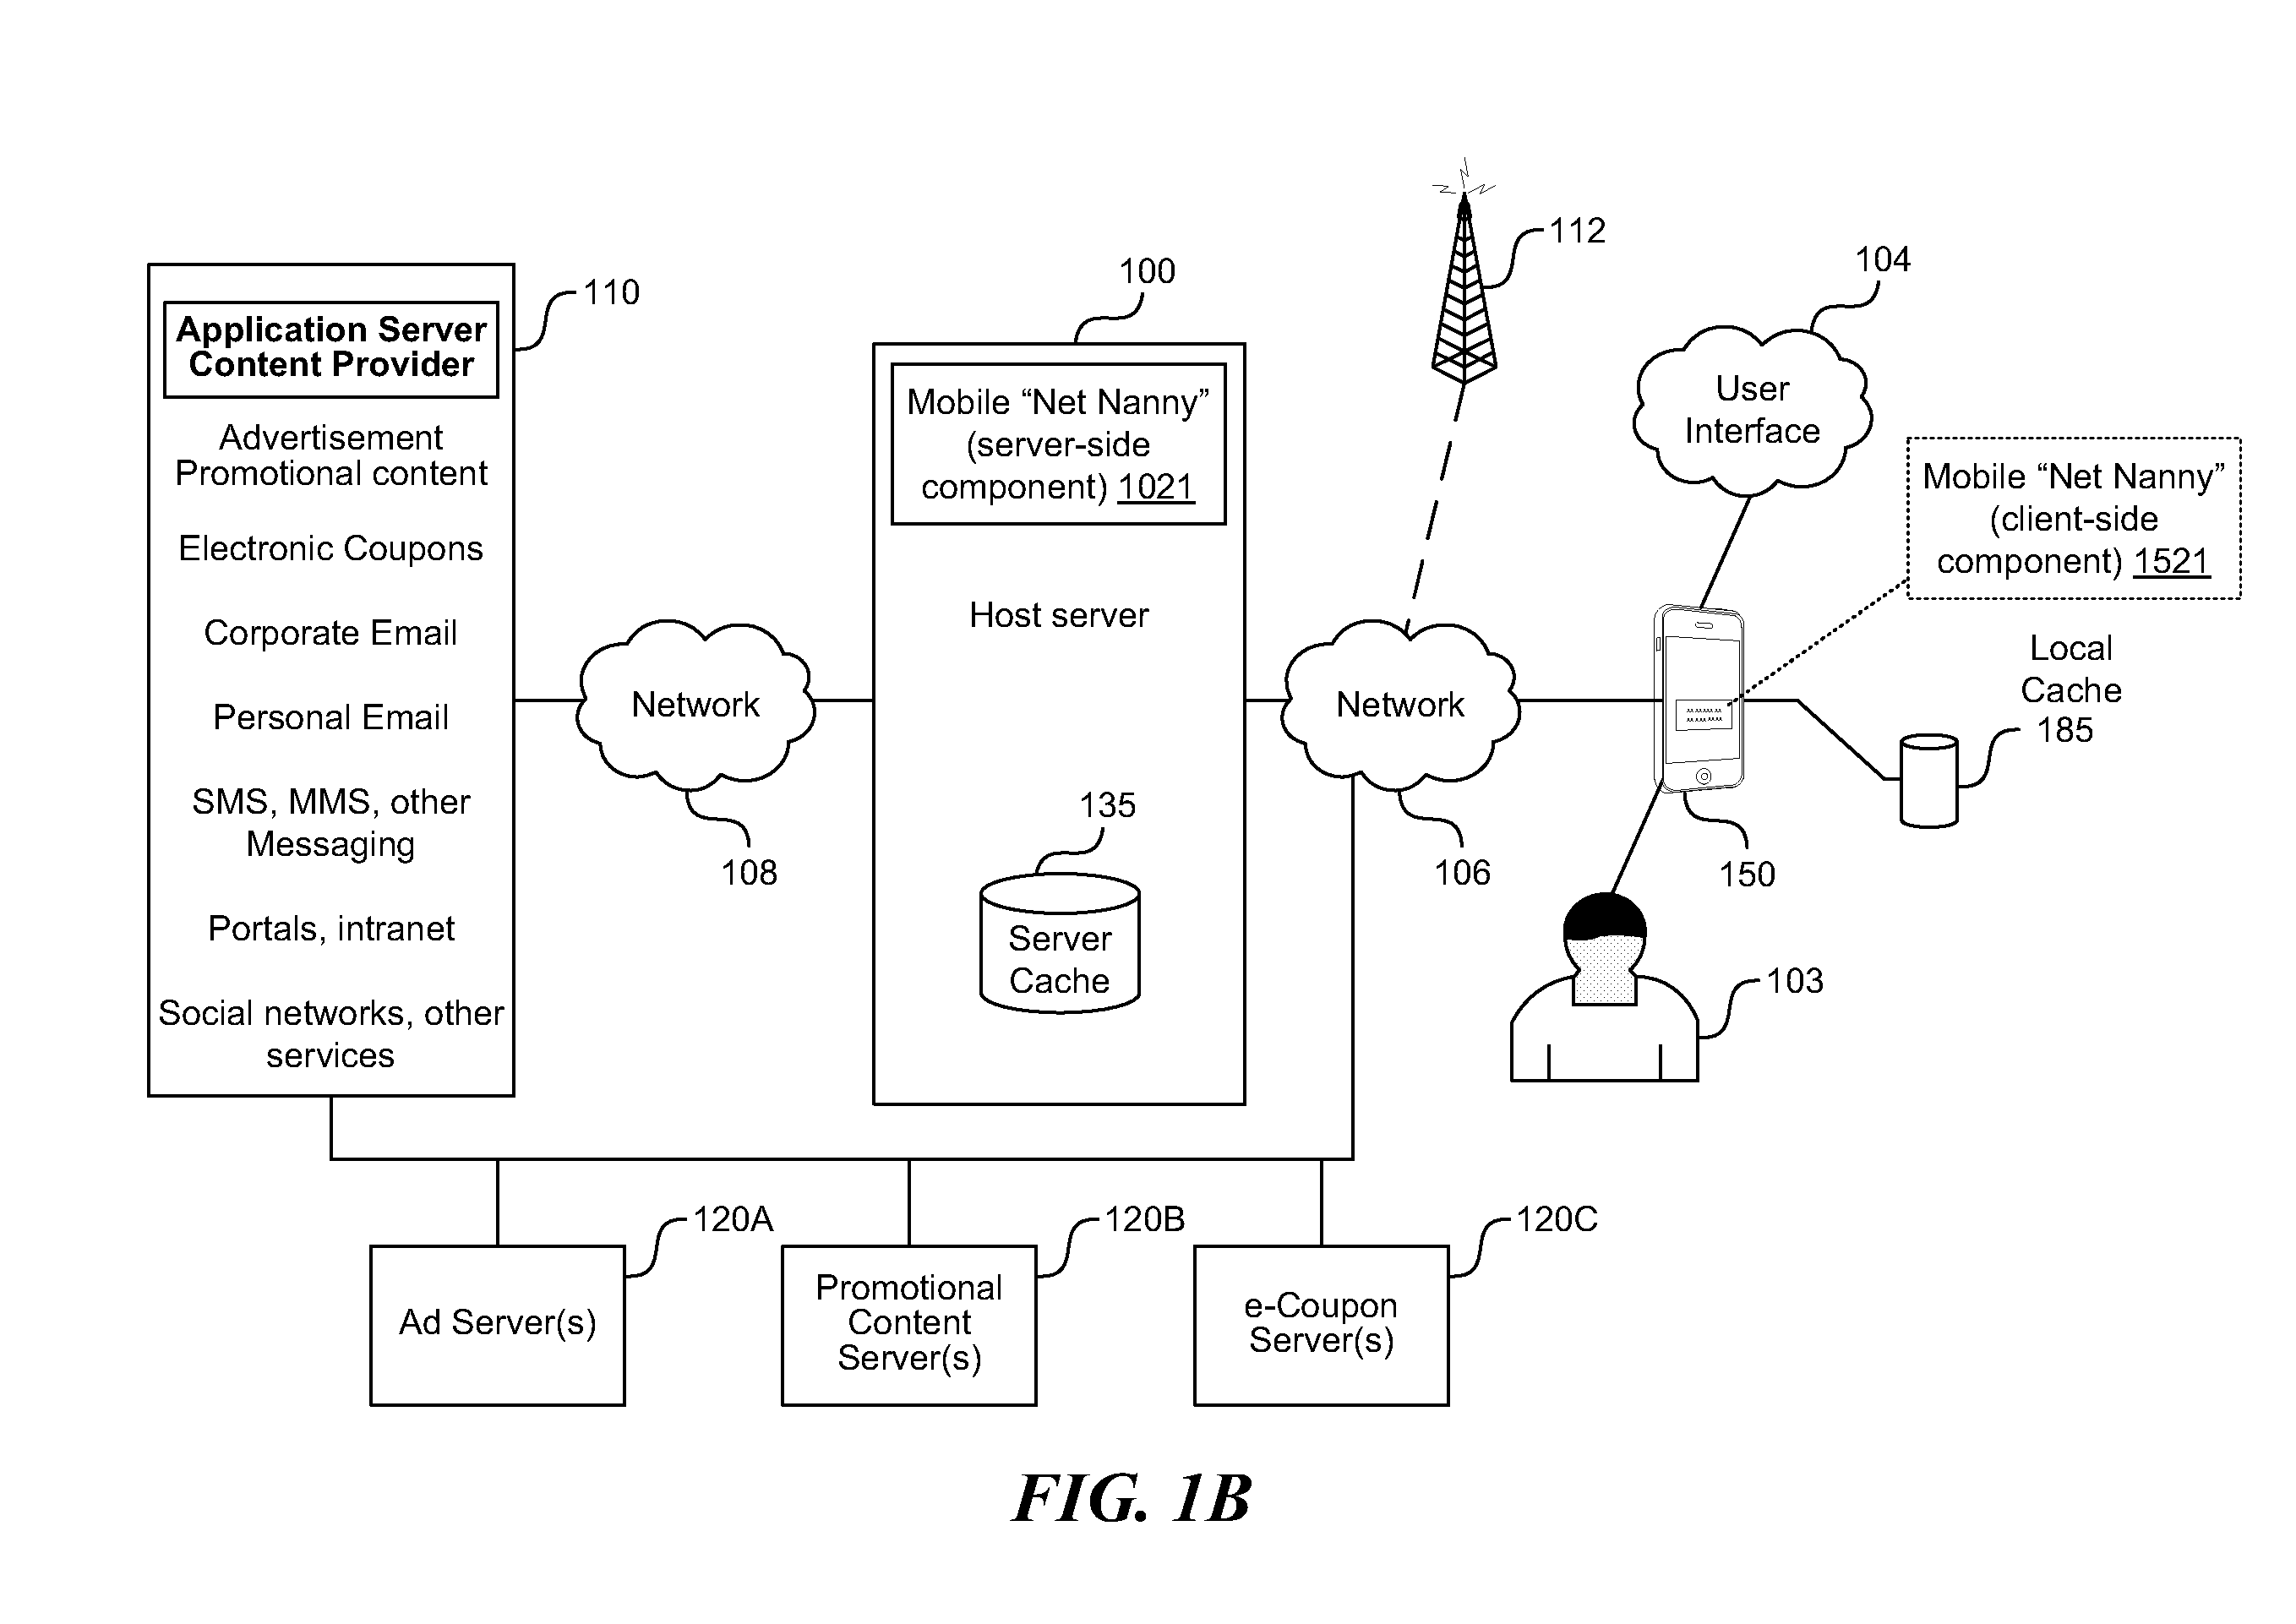 110
Application Server
Content Provider
Advertisement
Promotional content
Electronic Coupons
Corporate Email
Personal Email
SMS, MMS, other
Messaging
Portals, intranet
Social networks, other
services
Network
108
100
Mobile “Net Nanny”
(server-side
component) 1021
Host server
135
Server
Cache
112
Network
106
104
User
Interface
Mobile “Net Nanny”
(client-side
component) 1521
Local
Cache
185
150
103
120A
Ad Server(s)
120B
Promotional
Content
Server(s)
120C
e-Coupon
Server(s)
FIG. 1B